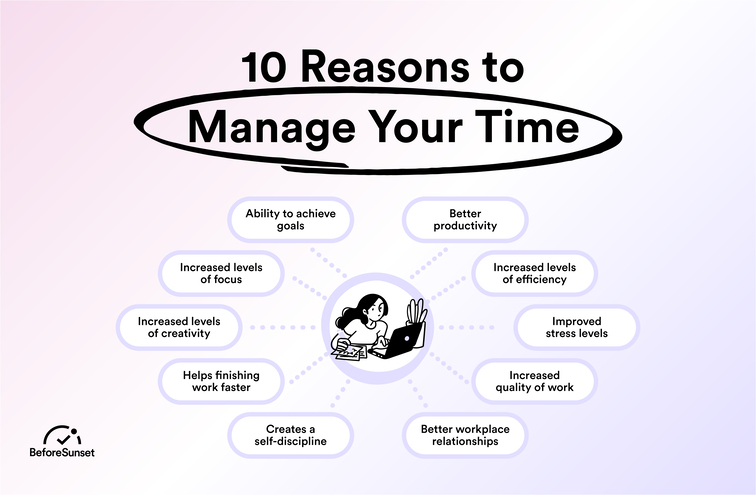 10 Reasons to
Manage Your Time
Ability to achieve
goals
Better
productivity
Increased levels
of focus
Increased levels
of efficiency
Increased levels
of creativity
Improved
stress levels
Helps finishing
work faster
Increased
quality of work
Creates a
self-discipline
Better workplace
relationships
BeforeSunset